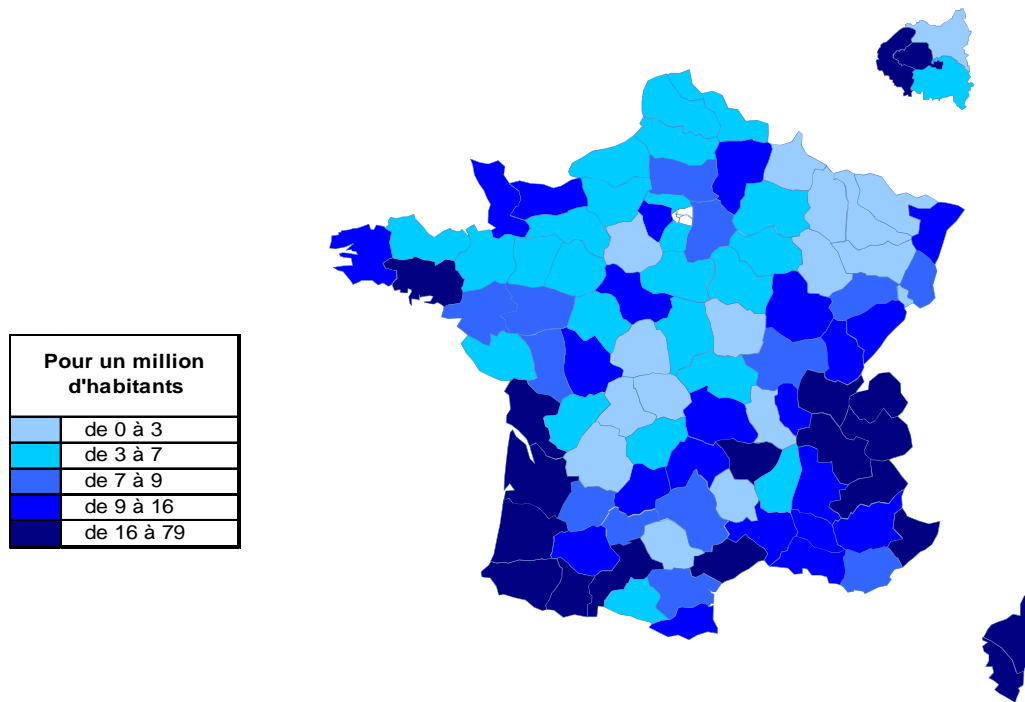 Pour un million
d'habitants
de 0 à 3
de 3 à 7
de 7 à 9
de 9 à 16
de 16 à 79